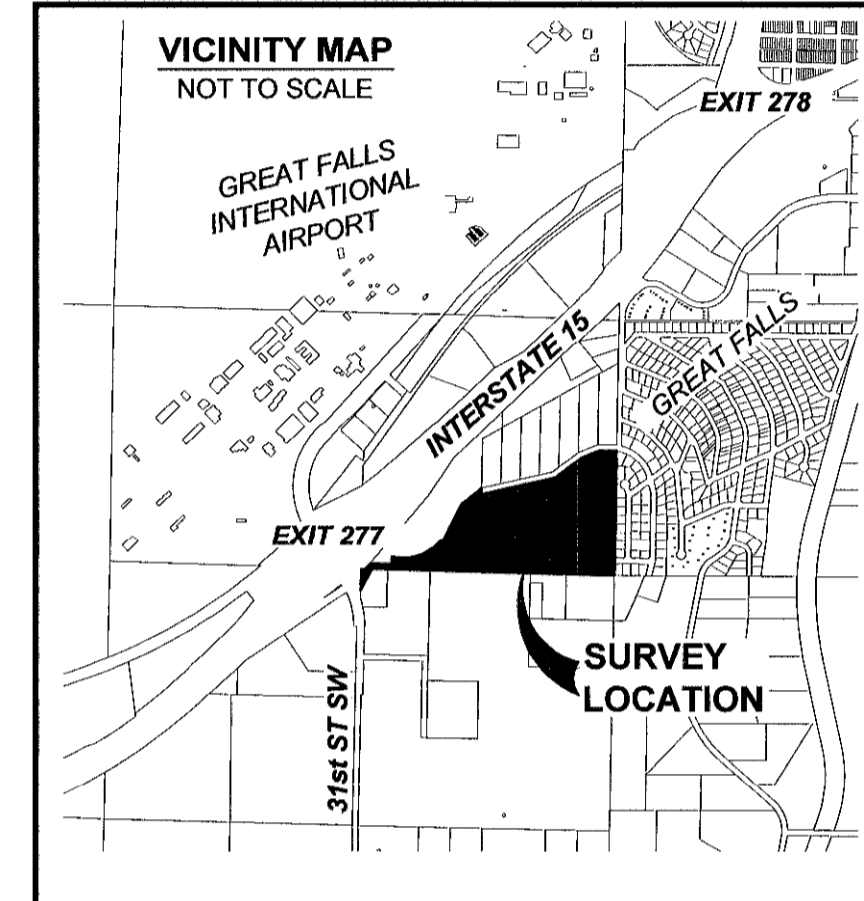 VICINITY MAP
NOT TO SCALE
EXIT 278
GREAT FALLS
INTERNATIONAL
AIRPORT
INTERSTATE 15
GREAT FALLS
EXIT 277
SURVEY
LOCATION
31st ST SW